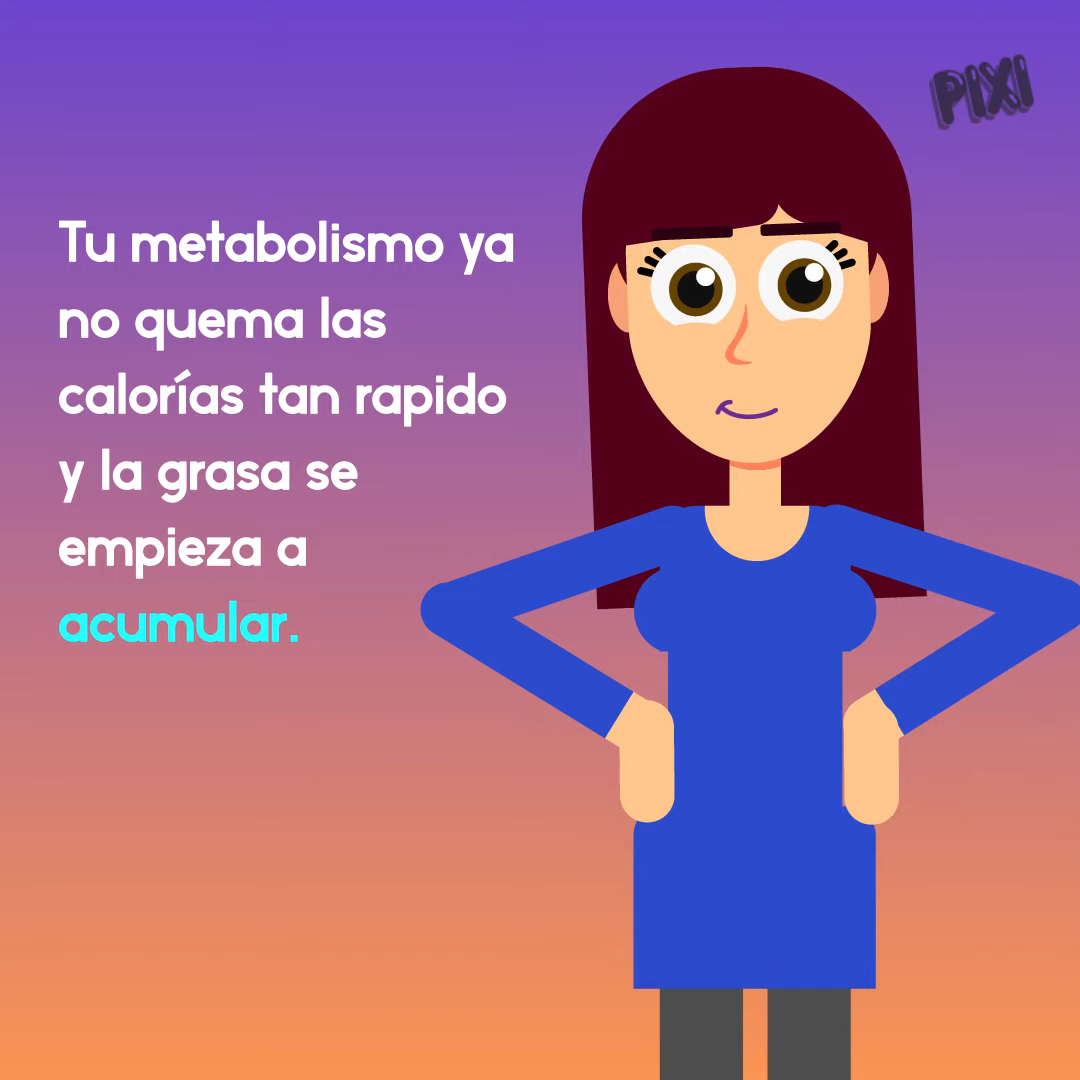 PIXI
Tu metabolismo ya
no quema las
calorías tan rapido
y la grasa se
empieza a
acumular.